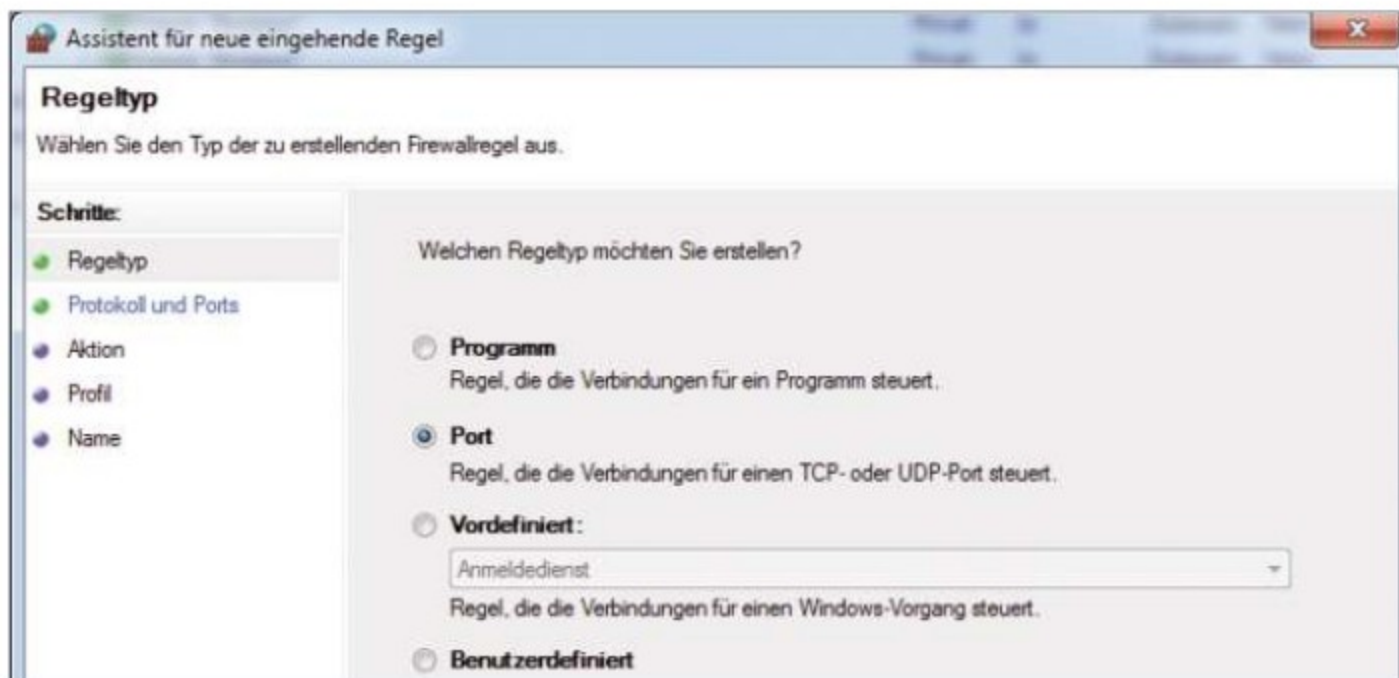 Assistent für neue eingehende Regel
Regeltyp
Wählen Sie den Typ der zu erstellenden Firewallregel aus.
Schritte:
Regeltyp
Protokoll und Ports
Aktion
Profil
Name
Welchen Regeltyp möchten Sie erstellen?
Programm
Regel, die die Verbindungen für ein Programm steuert.
Port
Regel, die die Verbindungen für einen TCP- oder UDP-Port steuert.
Vordefiniert:
Anmeldedienst
Regel, die die Verbindungen für einen Windows-Vorgang steuert.
Benutzerdefiniert